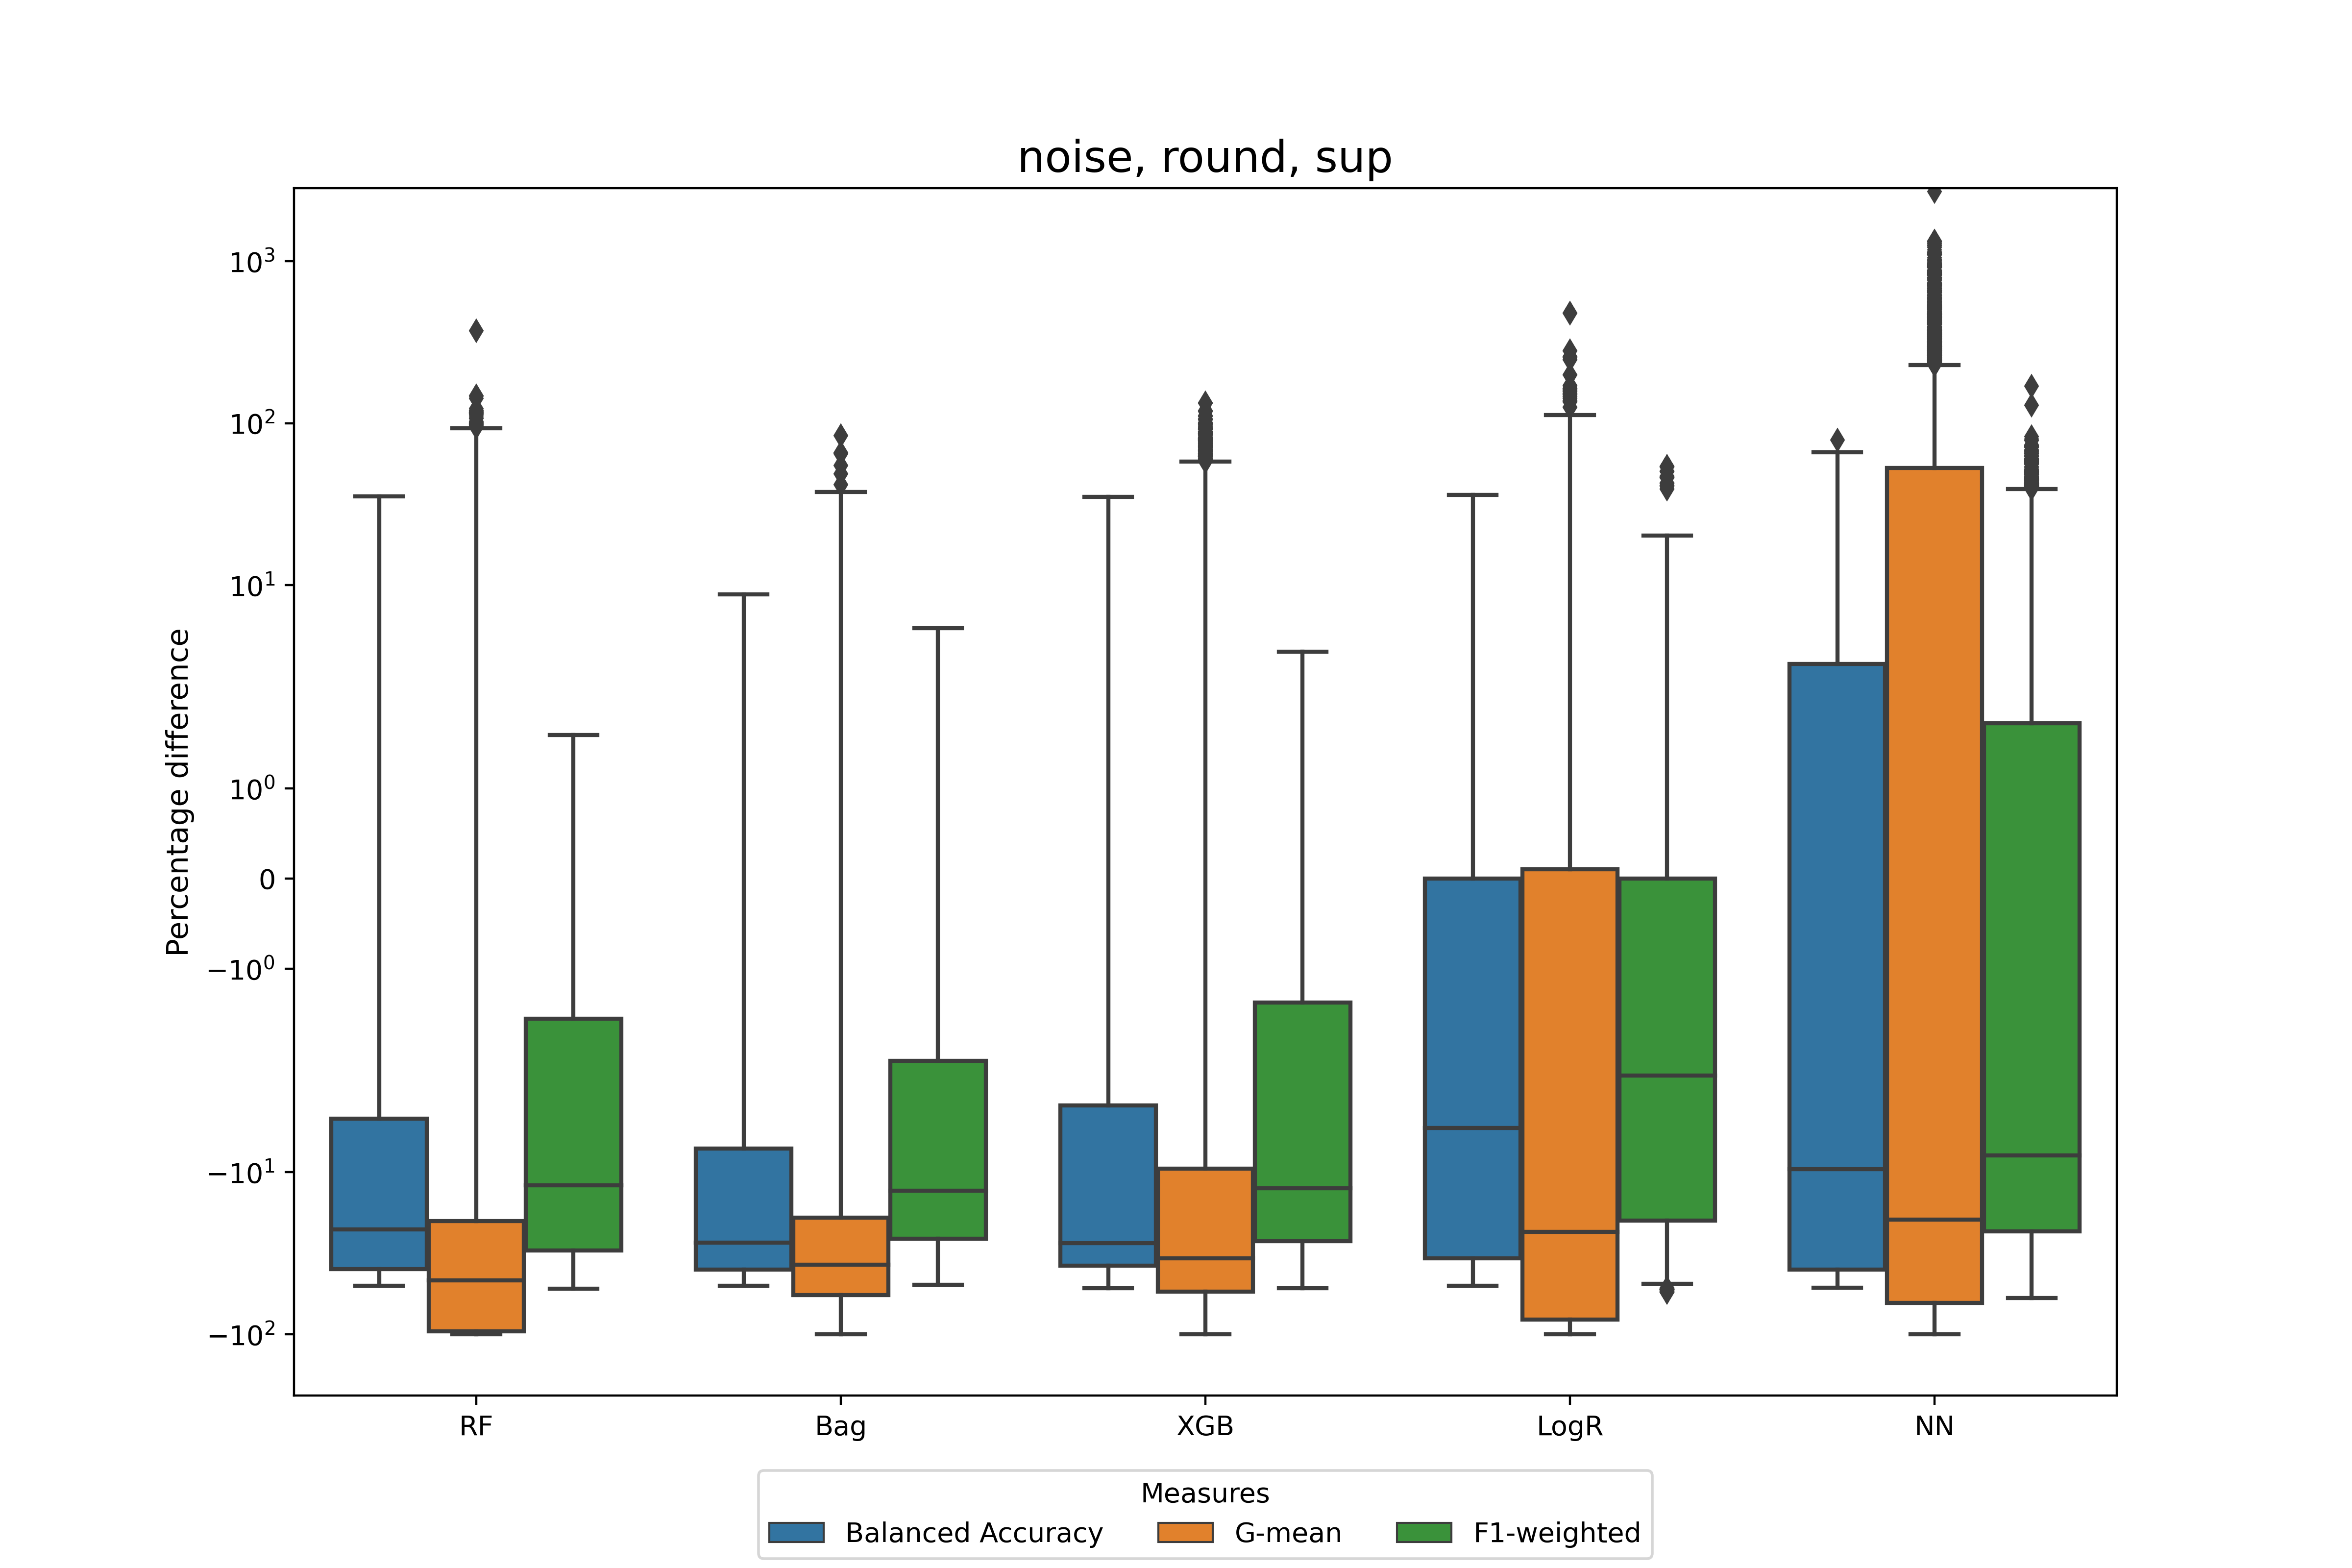 noise, round, sup
Percentage difference
10³
10²
10¹
10⁰
0
−10⁰
−10¹
−10²
RF Bag XGB LogR NN
Measures
Balanced Accuracy G-mean F1-weighted